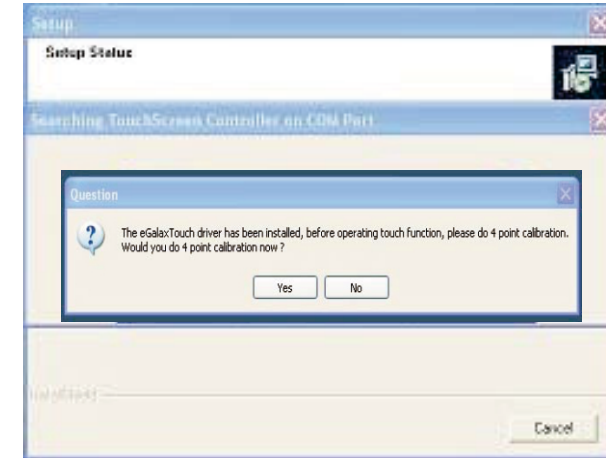 Setup
Setup Status
Searching TouchScreen Controller on COM Port
Question
The eGalaxTouch driver has been installed, before operating touch function, please do 4 point calibration.
Would you do 4 point calibration now ?
Yes No
Cancel